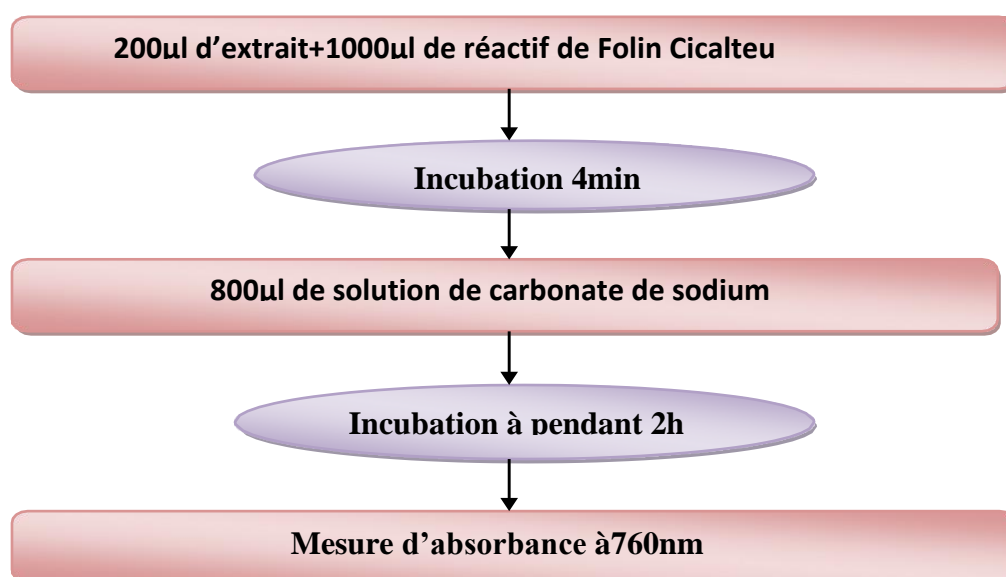 200µl d’extrait+1000µl de réactif de Folin Cicalteu
Incubation 4min
800µl de solution de carbonate de sodium
Incubation à pendant 2h
Mesure d’absorbance à760nm